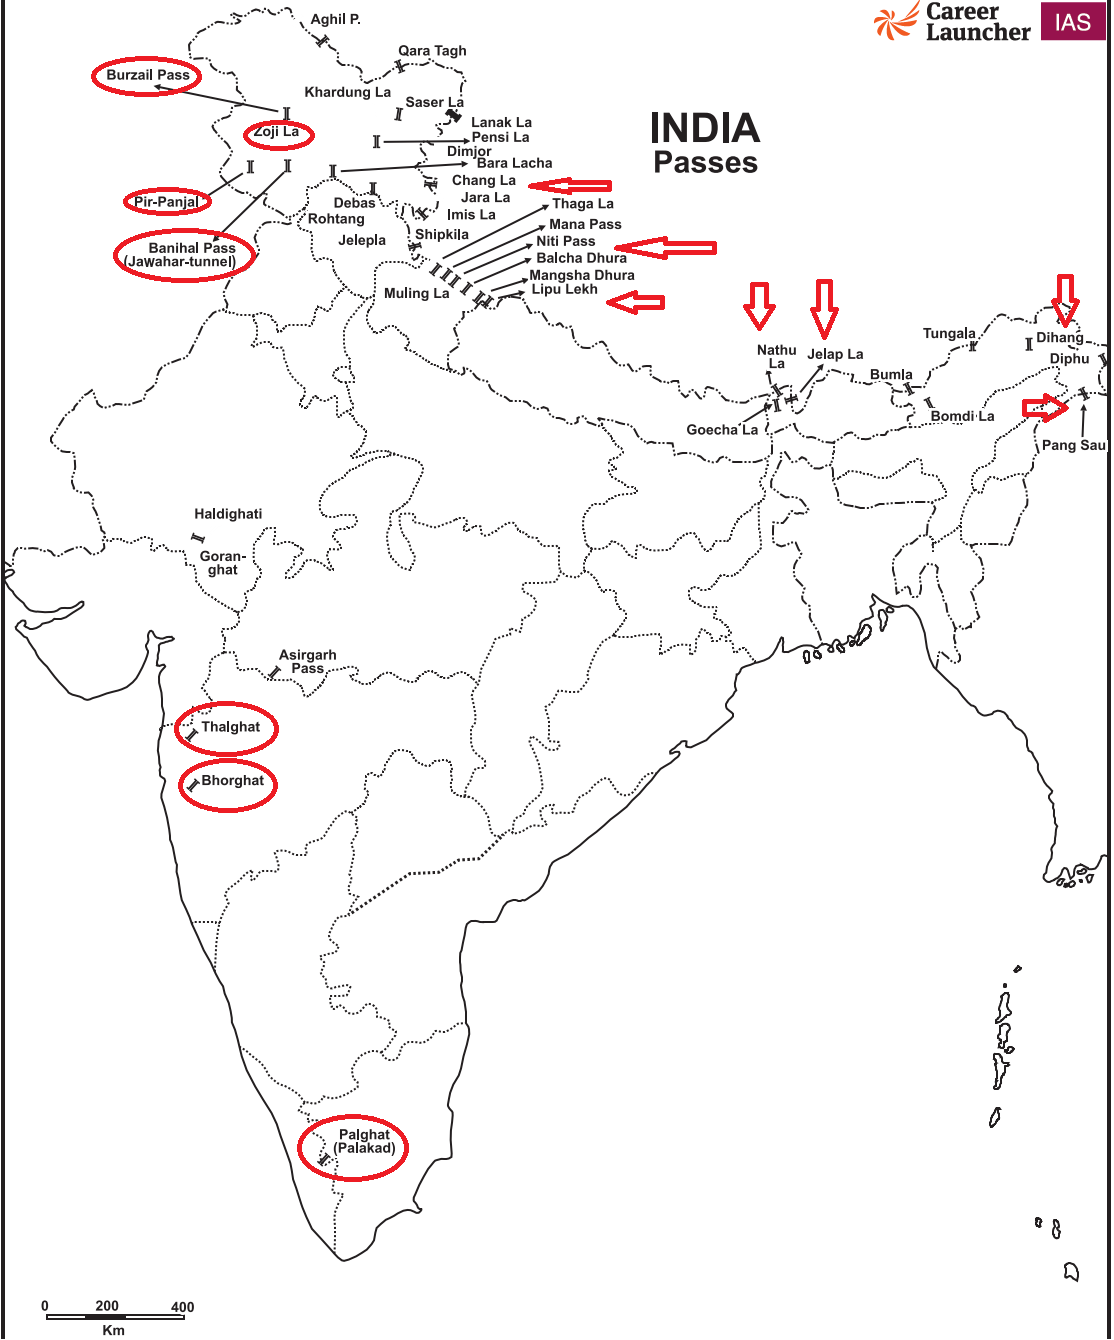 Career
Launcher
IAS
INDIA
Passes
Aghil P.
Qara Tagh
Burzail Pass
Khardung La
Saser La
Zoji La
Lanak La
Pensi La
Dimjor
Bara Lacha
Chang La
Jara La
Pir-Panjal
Debas
Thaga La
Rohtang
Imis La
Mana Pass
Banihal Pass
(Jawahar-tunnel)
Jelepla
Shipkila
Niti Pass
Balcha Dhura
Mangsha Dhura
Muling La
Lipu Lekh
Tungala
Dihang
Diphu
Nathu
La
Jelap La
Bumla
Bomdi La
Goecha La
Pang Sau
Haldighati
Goran-
ghat
Asirgarh
Pass
Thalghat
Bhorghat
Palghat
(Palakad)
0 200 400
Km